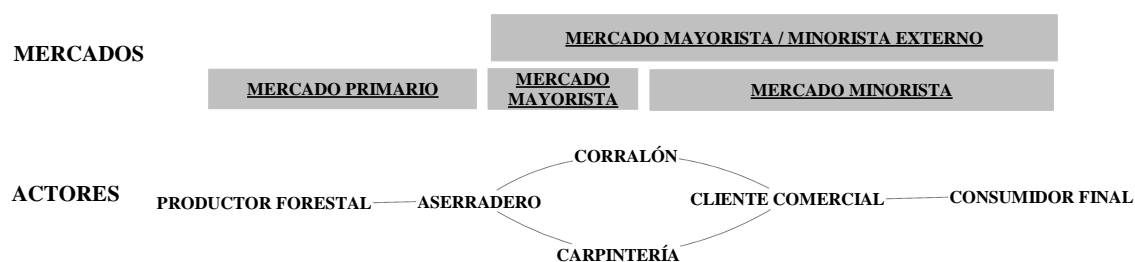 MERCADOS
MERCADO MAYORISTA / MINORISTA EXTERNO
MERCADO PRIMARIO
MERCADO
MAYORISTA
MERCADO MINORISTA
ACTORES
CORRALÓN
PRODUCTOR FORESTAL
ASERRADERO
CLIENTE COMERCIAL
CONSUMIDOR FINAL
CARPINTERÍA